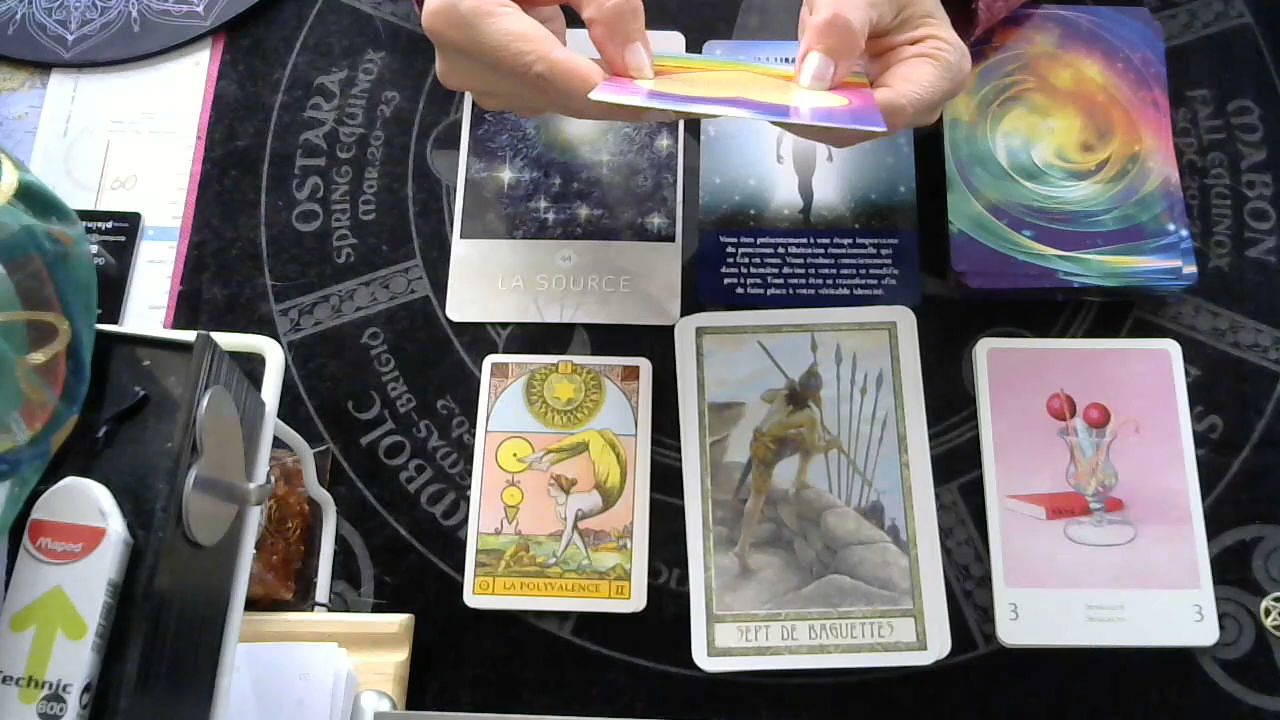 OSTARA
SPRING EQUINOX
MAR.20-23
MABON
FALL EQUINOX
60
44
LA SOURCE
Vous êtes présentement à une étape importante
du processus de libération émotionnelle qui
se fait en vous. Vous évoluez consciemment
dans la lumière divine et votre aura se modifie
peu à peu. Tout votre être se transforme afin
de faire place à votre véritable identité.
IMBOLC
LA POLYVALENCE II
SEPT DE BAGUETTES
3 3
Maped
Technic
600